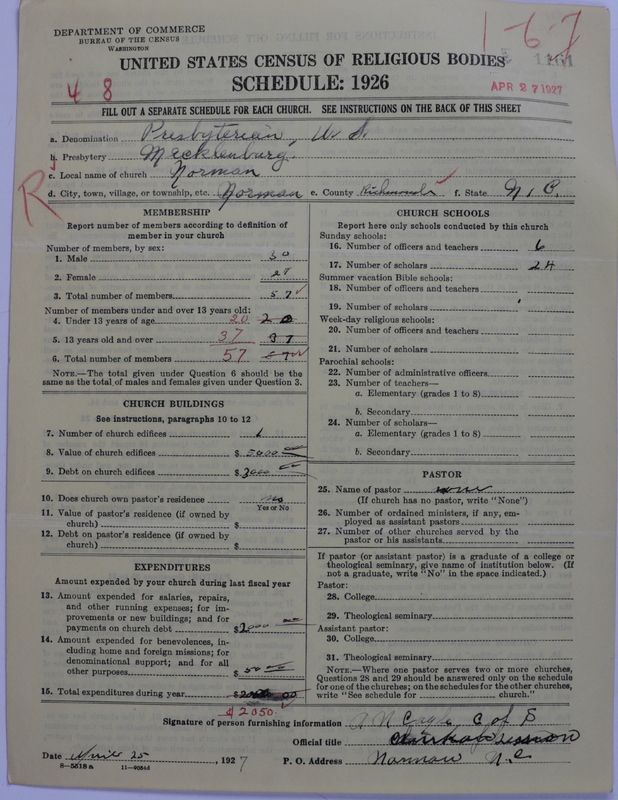 DEPARTMENT OF COMMERCE
BUREAU OF THE CENSUS
WASHINGTON
1-6-7
1101
UNITED STATES CENSUS OF RELIGIOUS BODIES
SCHEDULE: 1926
4 8
APR 27 1927
FILL OUT A SEPARATE SCHEDULE FOR EACH CHURCH. SEE INSTRUCTIONS ON THE BACK OF THIS SHEET
a. Denomination Presbyterian, U. S.
b. Presbytery Mecklenburg.
c. Local name of church Norman
R
d. City, town, village, or township, etc. Norman e. County Richmond f. State N. C.
MEMBERSHIP
Report number of members according to definition of
member in your church
Number of members, by sex:
1. Male 30
2. Female 27
3. Total number of members 57
Number of members under and over 13 years old:
4. Under 13 years of age 20 20
5. 13 years old and over 37 37
6. Total number of members 57 57
NOTE.—The total given under Question 6 should be
same as the total of males and females given under Question 3.
CHURCH BUILDINGS
See instructions, paragraphs 10 to 12
7. Number of church edifices 1
8. Value of church edifices $ 5000
9. Debt on church edifices $ 3000
10. Does church own pastor's residence no
Yes or No
11. Value of pastor's residence (if owned by
church) $
12. Debt on pastor's residence (if owned by
church) $
EXPENDITURES
Amount expended by your church during last fiscal year
13. Amount expended for salaries, repairs,
and other running expenses; for im-
provements or new buildings; and for
payments on church debt $ 2000
14. Amount expended for benevolences, in-
cluding home and foreign missions; for
denominational support; and for all
other purposes $ 50
15. Total expenditures during year $
$ 2050.
CHURCH SCHOOLS
Report here only schools conducted by this church
Sunday schools:
16. Number of officers and teachers 6
17. Number of scholars 24
Summer vacation Bible schools:
18. Number of officers and teachers
19. Number of scholars
Week-day religious schools:
20. Number of officers and teachers
21. Number of scholars
Parochial schools:
22. Number of administrative officers
23. Number of teachers—
a. Elementary (grades 1 to 8)
b. Secondary
24. Number of scholars—
a. Elementary (grades 1 to 8)
b. Secondary
PASTOR
25. Name of pastor none
(If church has no pastor, write "None")
26. Number of ordained ministers, if any, em-
ployed as assistant pastors
27. Number of other churches served by the
pastor or his assistants
If pastor (or assistant pastor) is a graduate of a college or
theological seminary, give name of institution below. (If
not a graduate, write "No" in the space indicated.)
Pastor:
28. College
29. Theological seminary
Assistant pastor:
30. College
31. Theological seminary
NOTE.—Where one pastor serves two or more churches,
Questions 28 and 29 should be answered only on the schedule
for one of the churches; on the schedules for the other churches,
write "See schedule for church."
Signature of person furnishing information C of S
Official title Clerk of Session
Date 25, 1927 P. O. Address Norman N.C.
8—5518a 11—9056d